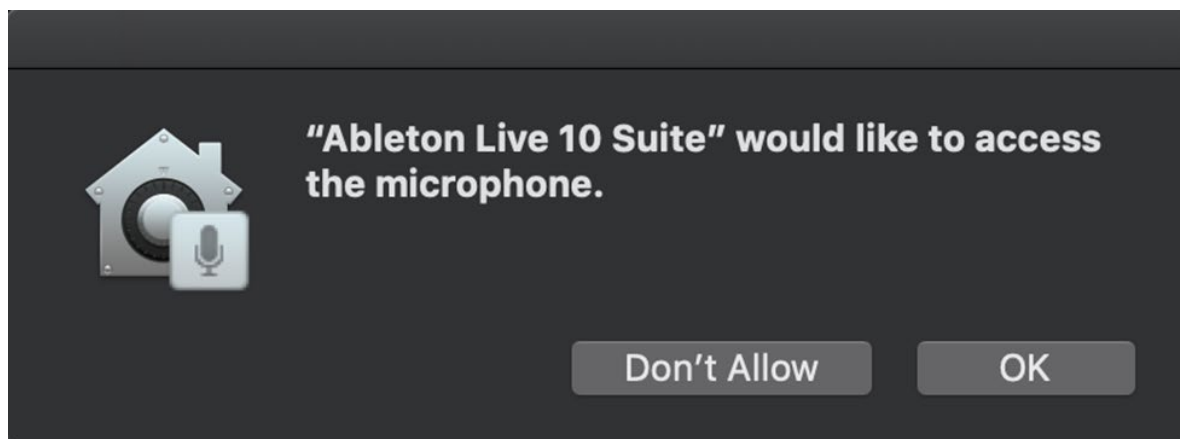 “Ableton Live 10 Suite” would like to access
the microphone.
Don’t Allow
OK